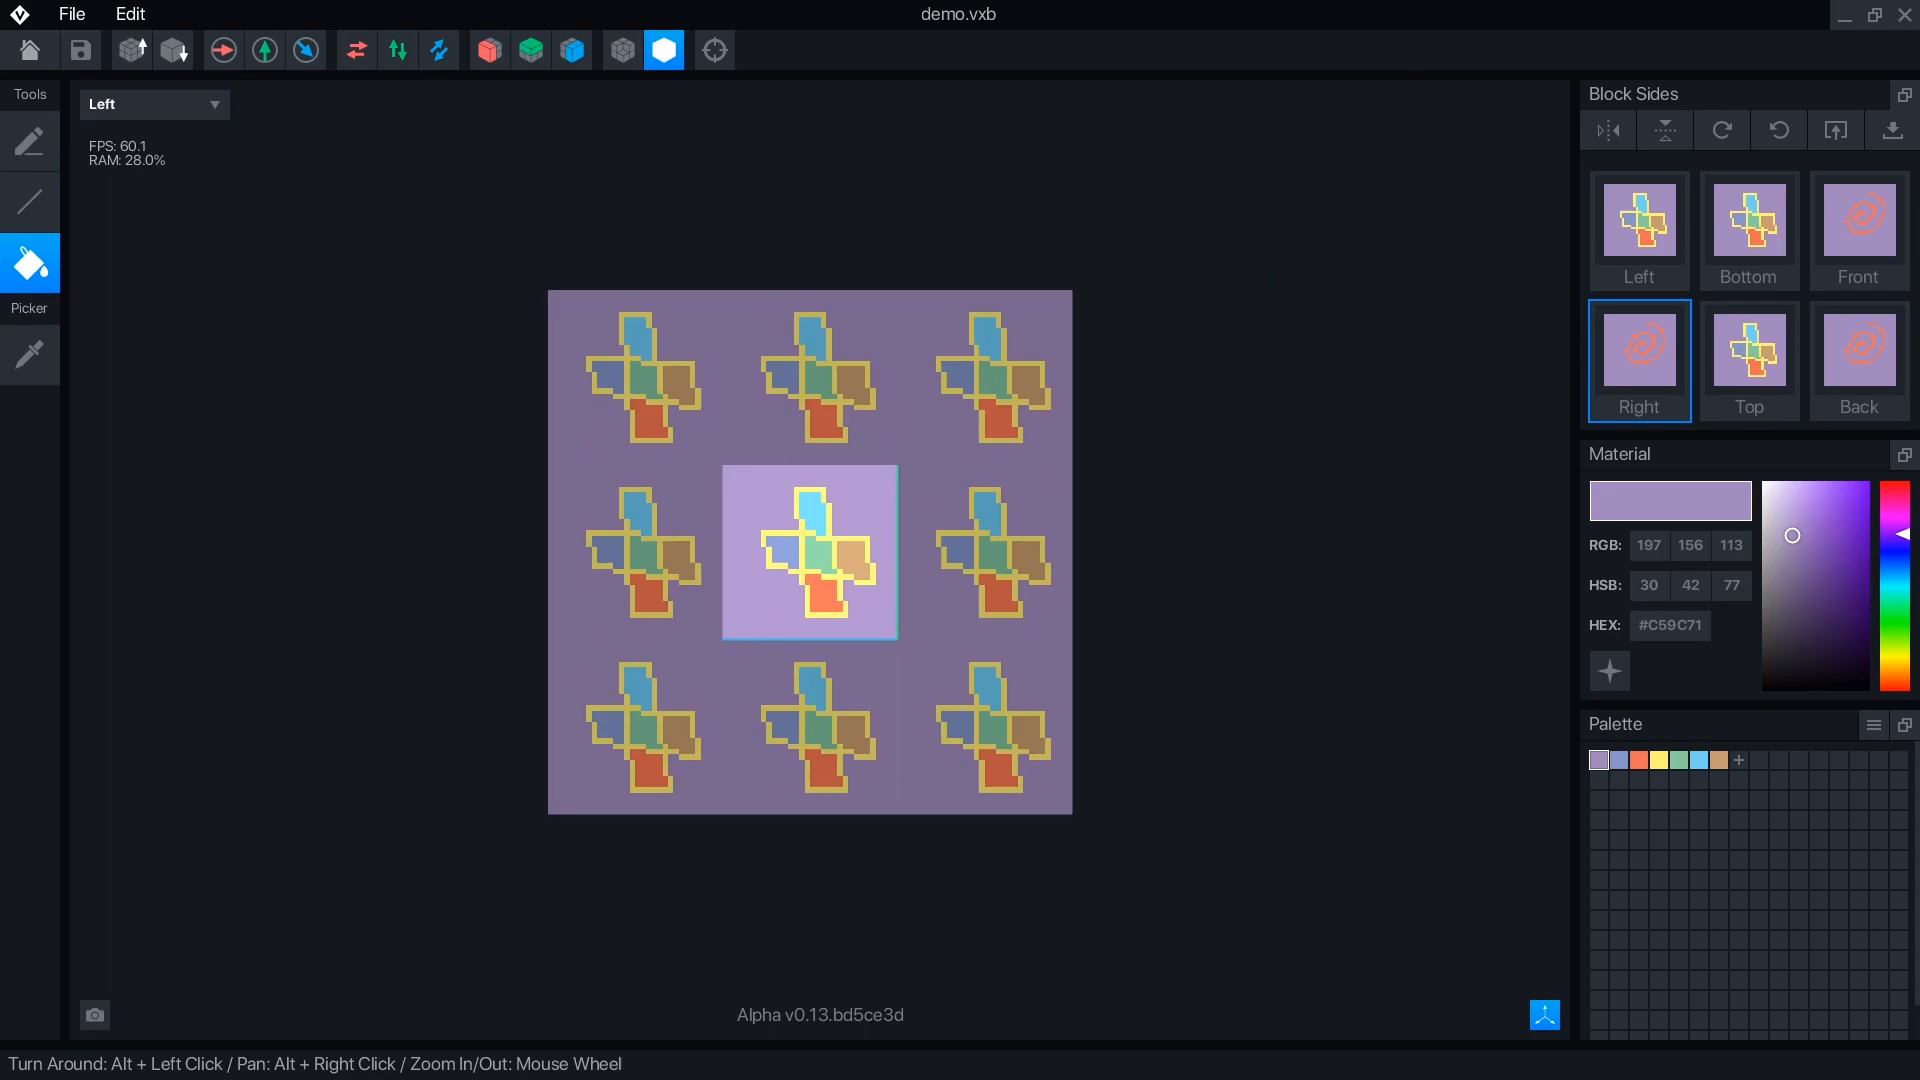 File Edit demo.vxb
Tools
Left
Block Sides
FPS: 60.1
RAM: 28.0%
Left Bottom Front
Picker
Right Top Back
Material
RGB: 197 156 113
HSB: 30 42 77
HEX: #C59C71
Palette
Alpha v0.13.bd5ce3d
Turn Around: Alt + Left Click / Pan: Alt + Right Click / Zoom In/Out: Mouse Wheel